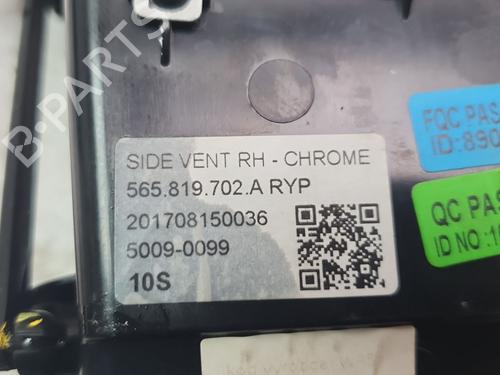 B-PARTS
SIDE VENT RH - CHROME
565.819.702.A RYP
201708150036
5009-0099
10S
FQC PAS
ID:890
QC PAS
ID NO:1